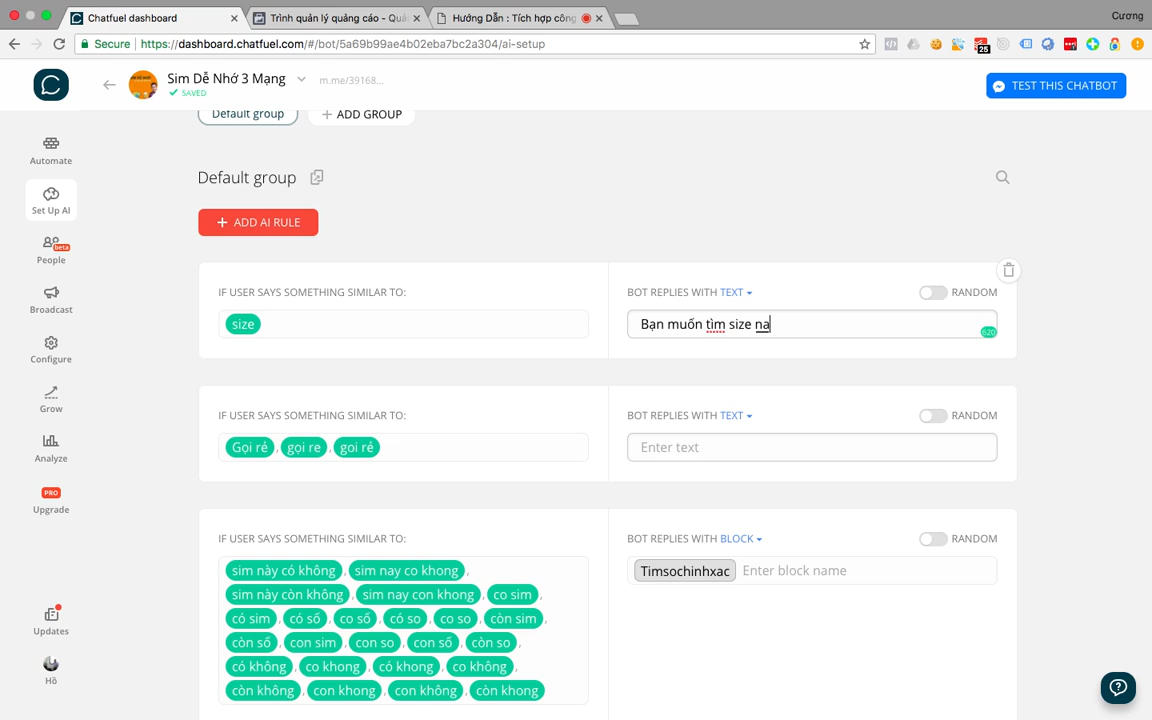 Chatfuel dashboard
Trình quản lý quảng cáo - Quả
Hướng Dẫn : Tích hợp công
Cương
Secure
https://dashboard.chatfuel.com/#/bot/5a69b99ae4b02eba7bc2a304/ai-setup
25
Sim Dễ Nhớ 3 Mạng
m.me/39168...
SAVED
TEST THIS CHATBOT
Default group
+ ADD GROUP
Automate
Set Up AI
People
beta
Broadcast
Configure
Grow
Analyze
PRO
Upgrade
Updates
Hồ
Default group
+ ADD AI RULE
IF USER SAYS SOMETHING SIMILAR TO:
size
BOT REPLIES WITH TEXT
RANDOM
Bạn muốn tìm size na
620
IF USER SAYS SOMETHING SIMILAR TO:
Gọi rẻ , gọi re , goi rẻ
BOT REPLIES WITH TEXT
RANDOM
Enter text
IF USER SAYS SOMETHING SIMILAR TO:
sim này có không , sim nay co khong ,
sim này còn không , sim nay con khong , co sim ,
có sim , có số , co số , có so , co so , còn sim ,
còn số , con sim , con so , con số , còn so ,
có không , co khong , có khong , co không ,
còn không , con khong , con không , còn khong
BOT REPLIES WITH BLOCK
RANDOM
Timsochinhxac
Enter block name